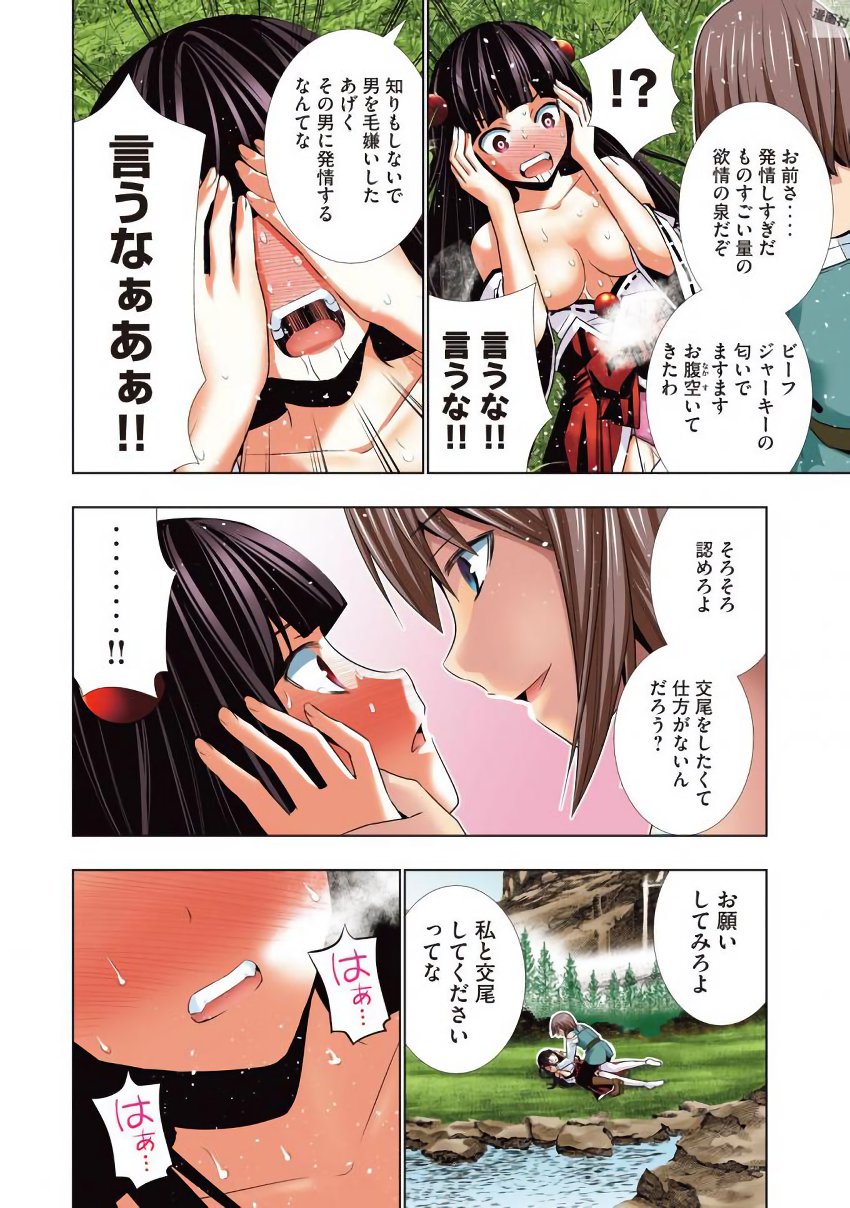 漫画村
お前さ‥‥
発情しすぎだ
ものすごい量の
欲情の泉だぞ
!?
ビーフ
ジャーキーの
匂いで
ますます
お腹空いて
なか す
きたわ
言うな!!
言うな!!
知りもしないで
男を毛嫌いした
あげく
その男に発情する
なんてな
言うなぁあぁ!!
そろそろ
認めろよ
交尾をしたくて
仕方がないん
だろう?
‥‥‥‥!!
お願い
してみろよ
私と交尾
してください
ってな
はぁ…
はぁ…